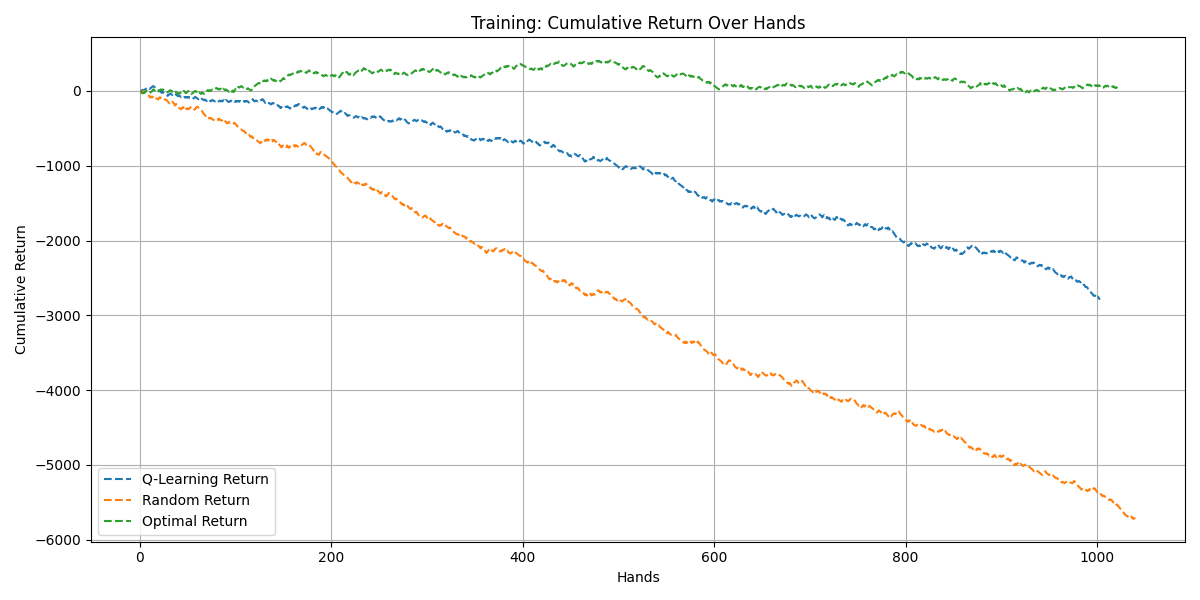 Training: Cumulative Return Over Hands
Cumulative Return
0
−1000
−2000
−3000
−4000
−5000
−6000
Q-Learning Return
Random Return
Optimal Return
0 200 400 600 800 1000
Hands